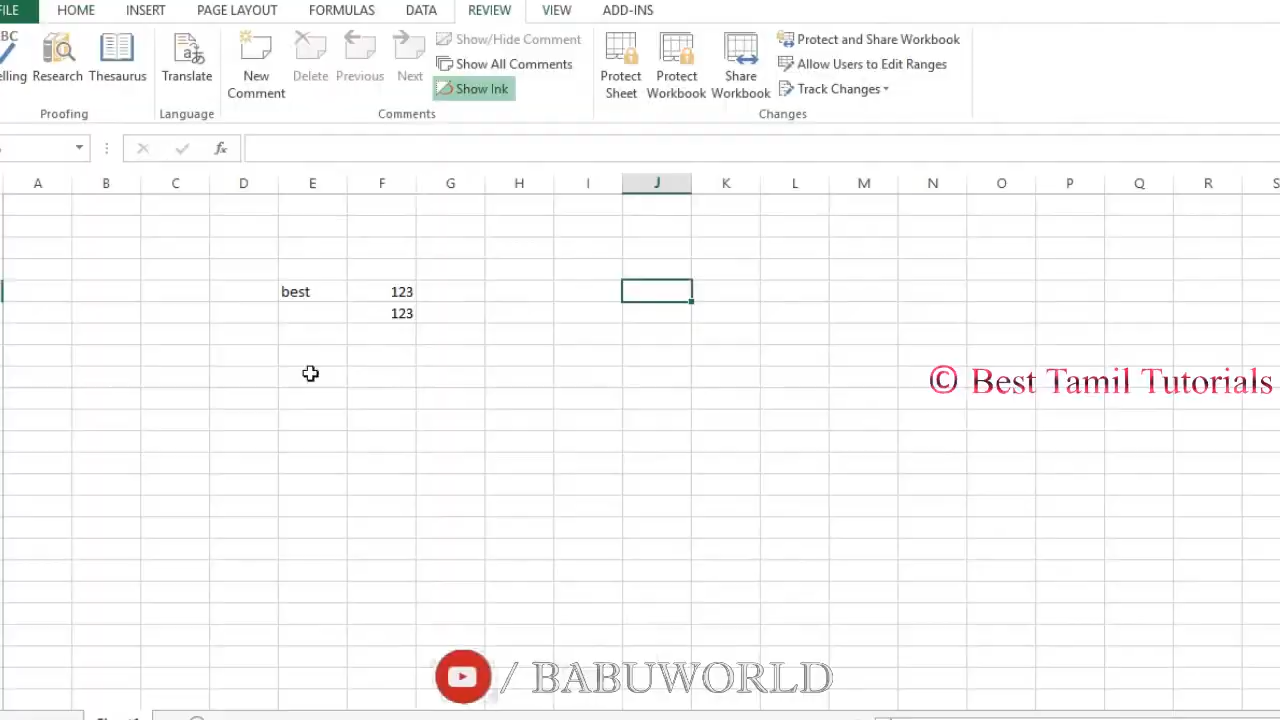 FILE HOME INSERT PAGE LAYOUT FORMULAS DATA REVIEW VIEW ADD-INS
Research Thesaurus
Translate
New Comment
Delete
Previous
Next
Show/Hide Comment
Show All Comments
Show Ink
Protect Sheet
Protect Workbook
Share Workbook
Protect and Share Workbook
Allow Users to Edit Ranges
Track Changes
Proofing Language Comments Changes
fx
A B C D E F G H I J K L M N O P Q R S
best 123
123
© Best Tamil Tutorials
/ BABUWORLD